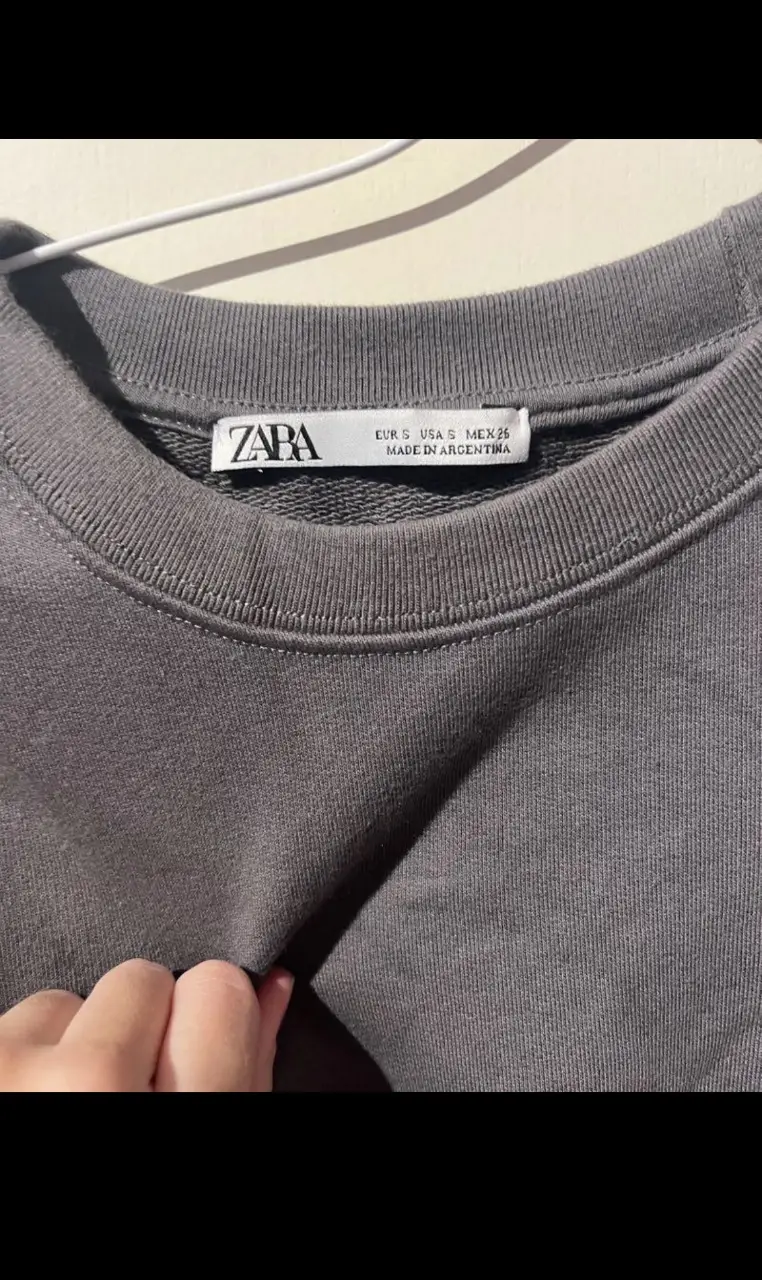 ZARA
EUR S USA S MEX 26
MADE IN ARGENTINA